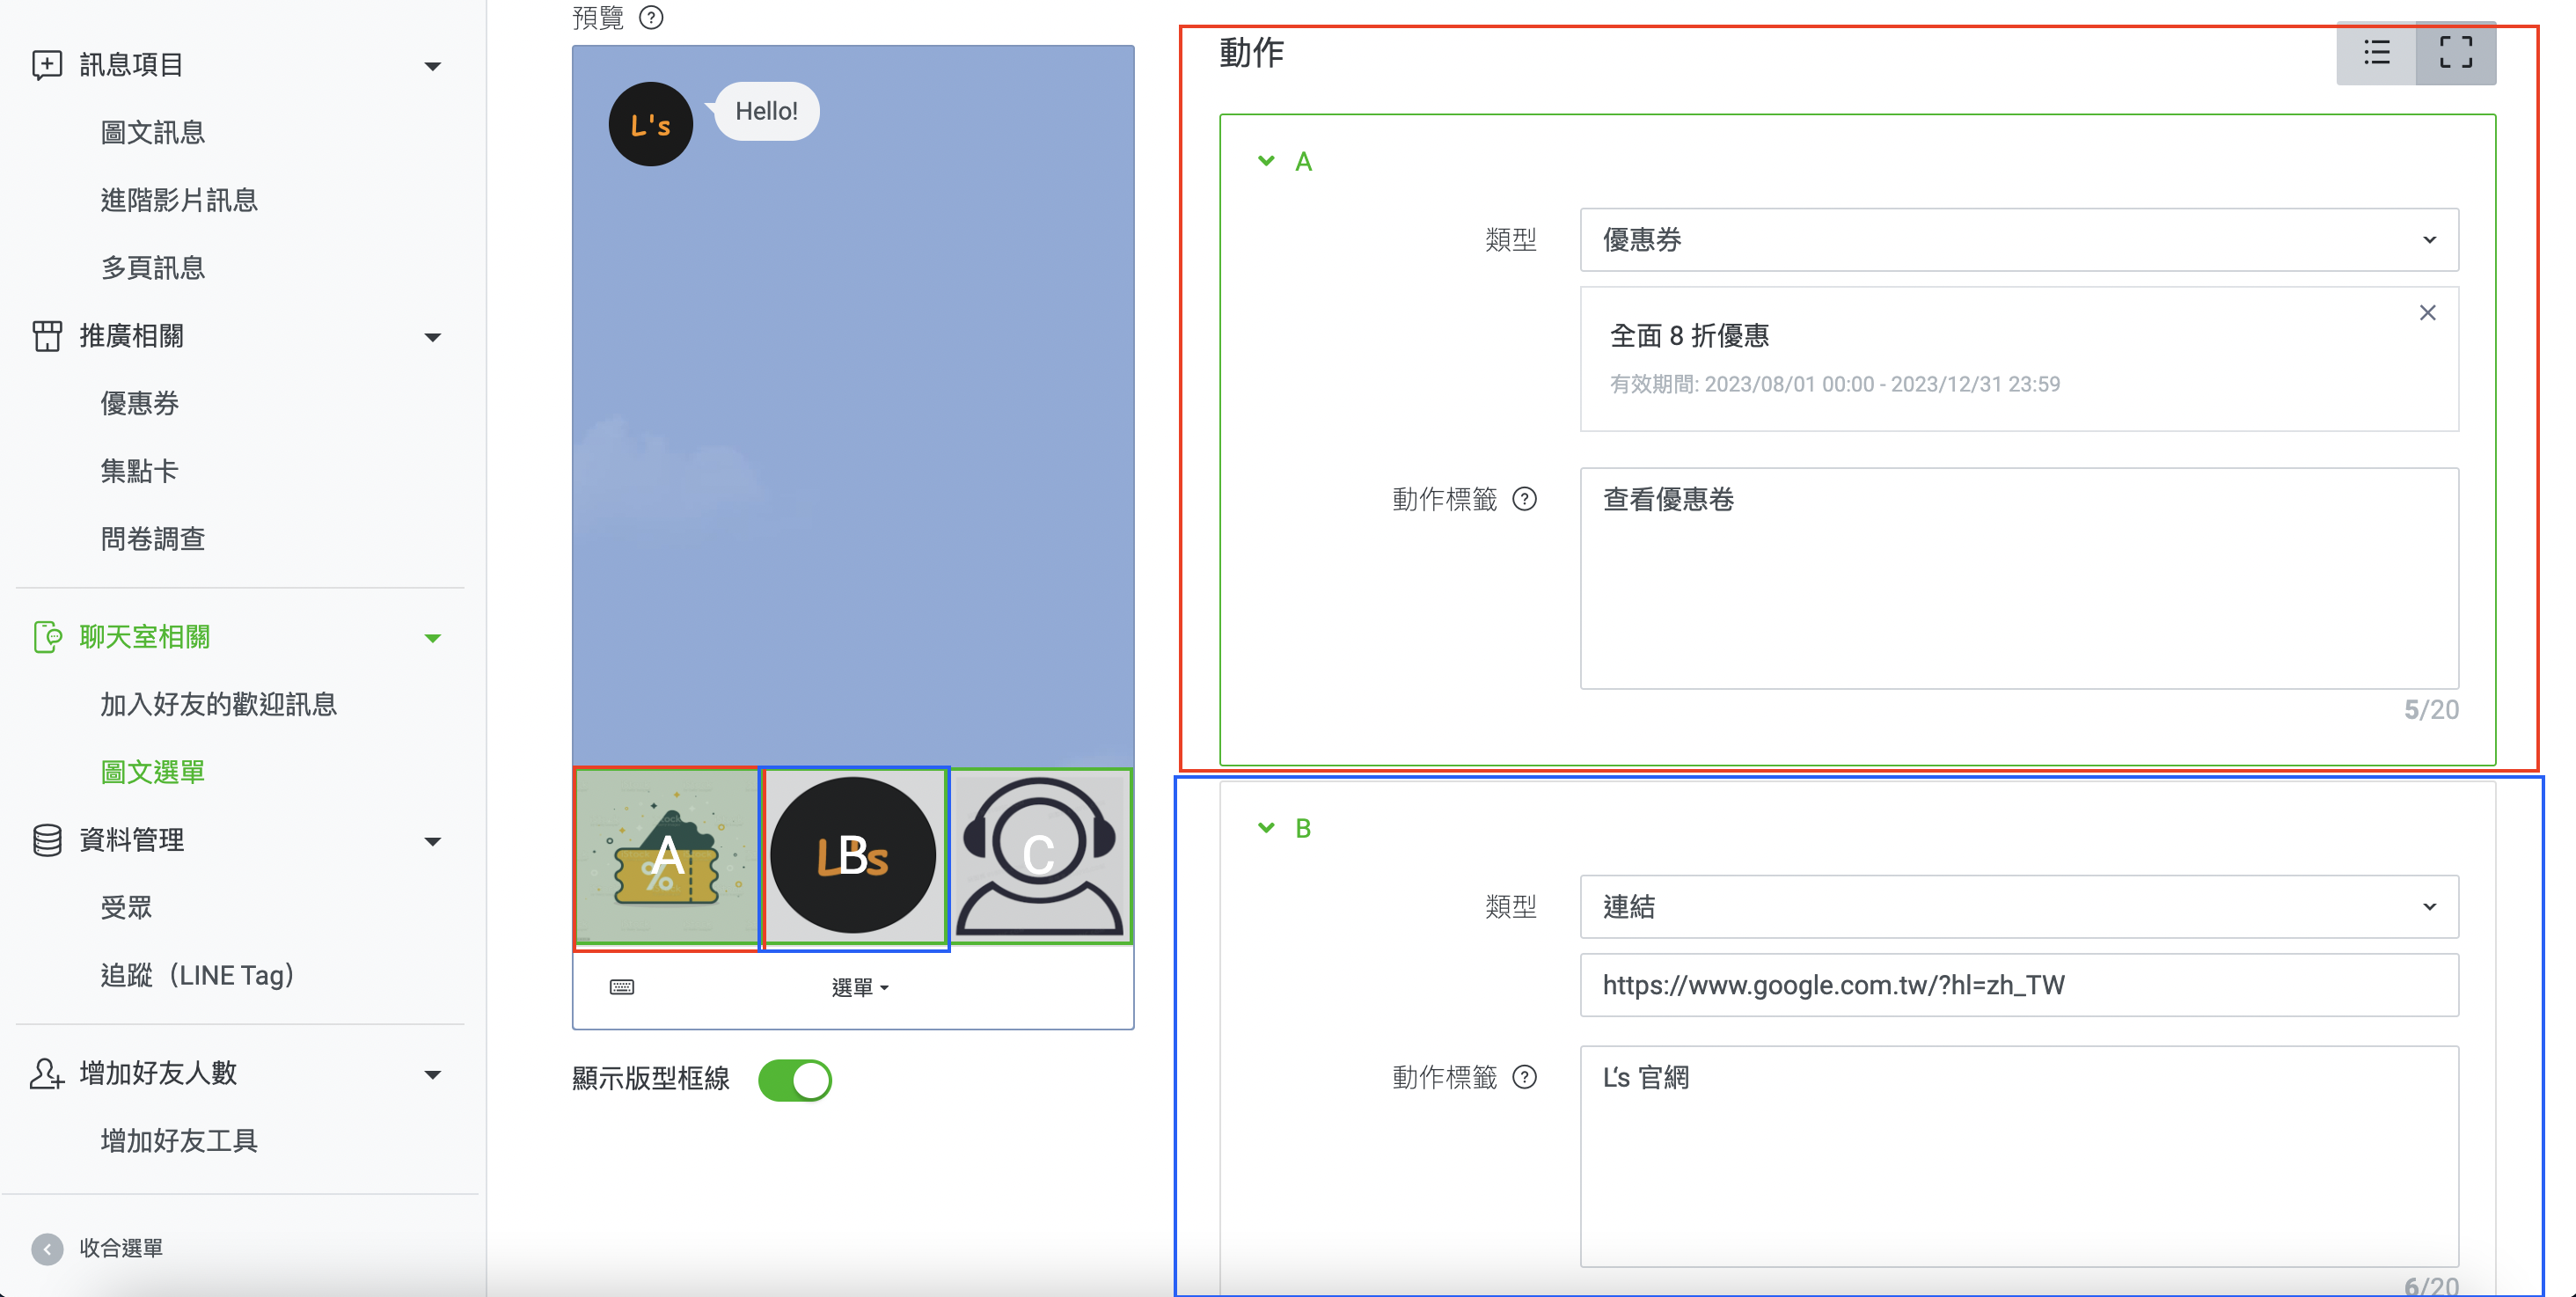 訊息項目
圖文訊息
進階影片訊息
多頁訊息
推廣相關
優惠券
集點卡
問卷調查
聊天室相關
加入好友的歡迎訊息
圖文選單
資料管理
受眾
追蹤（LINE Tag）
增加好友人數
增加好友工具
收合選單
預覽 ?
L's
Hello!
A
%
L's
B
C
選單
顯示版型框線
動作
A
類型
優惠券
全面 8 折優惠
有效期間: 2023/08/01 00:00 - 2023/12/31 23:59
動作標籤 ?
查看優惠卷
5/20
B
類型
連結
https://www.google.com.tw/?hl=zh_TW
動作標籤 ?
L‘s 官網
6/20